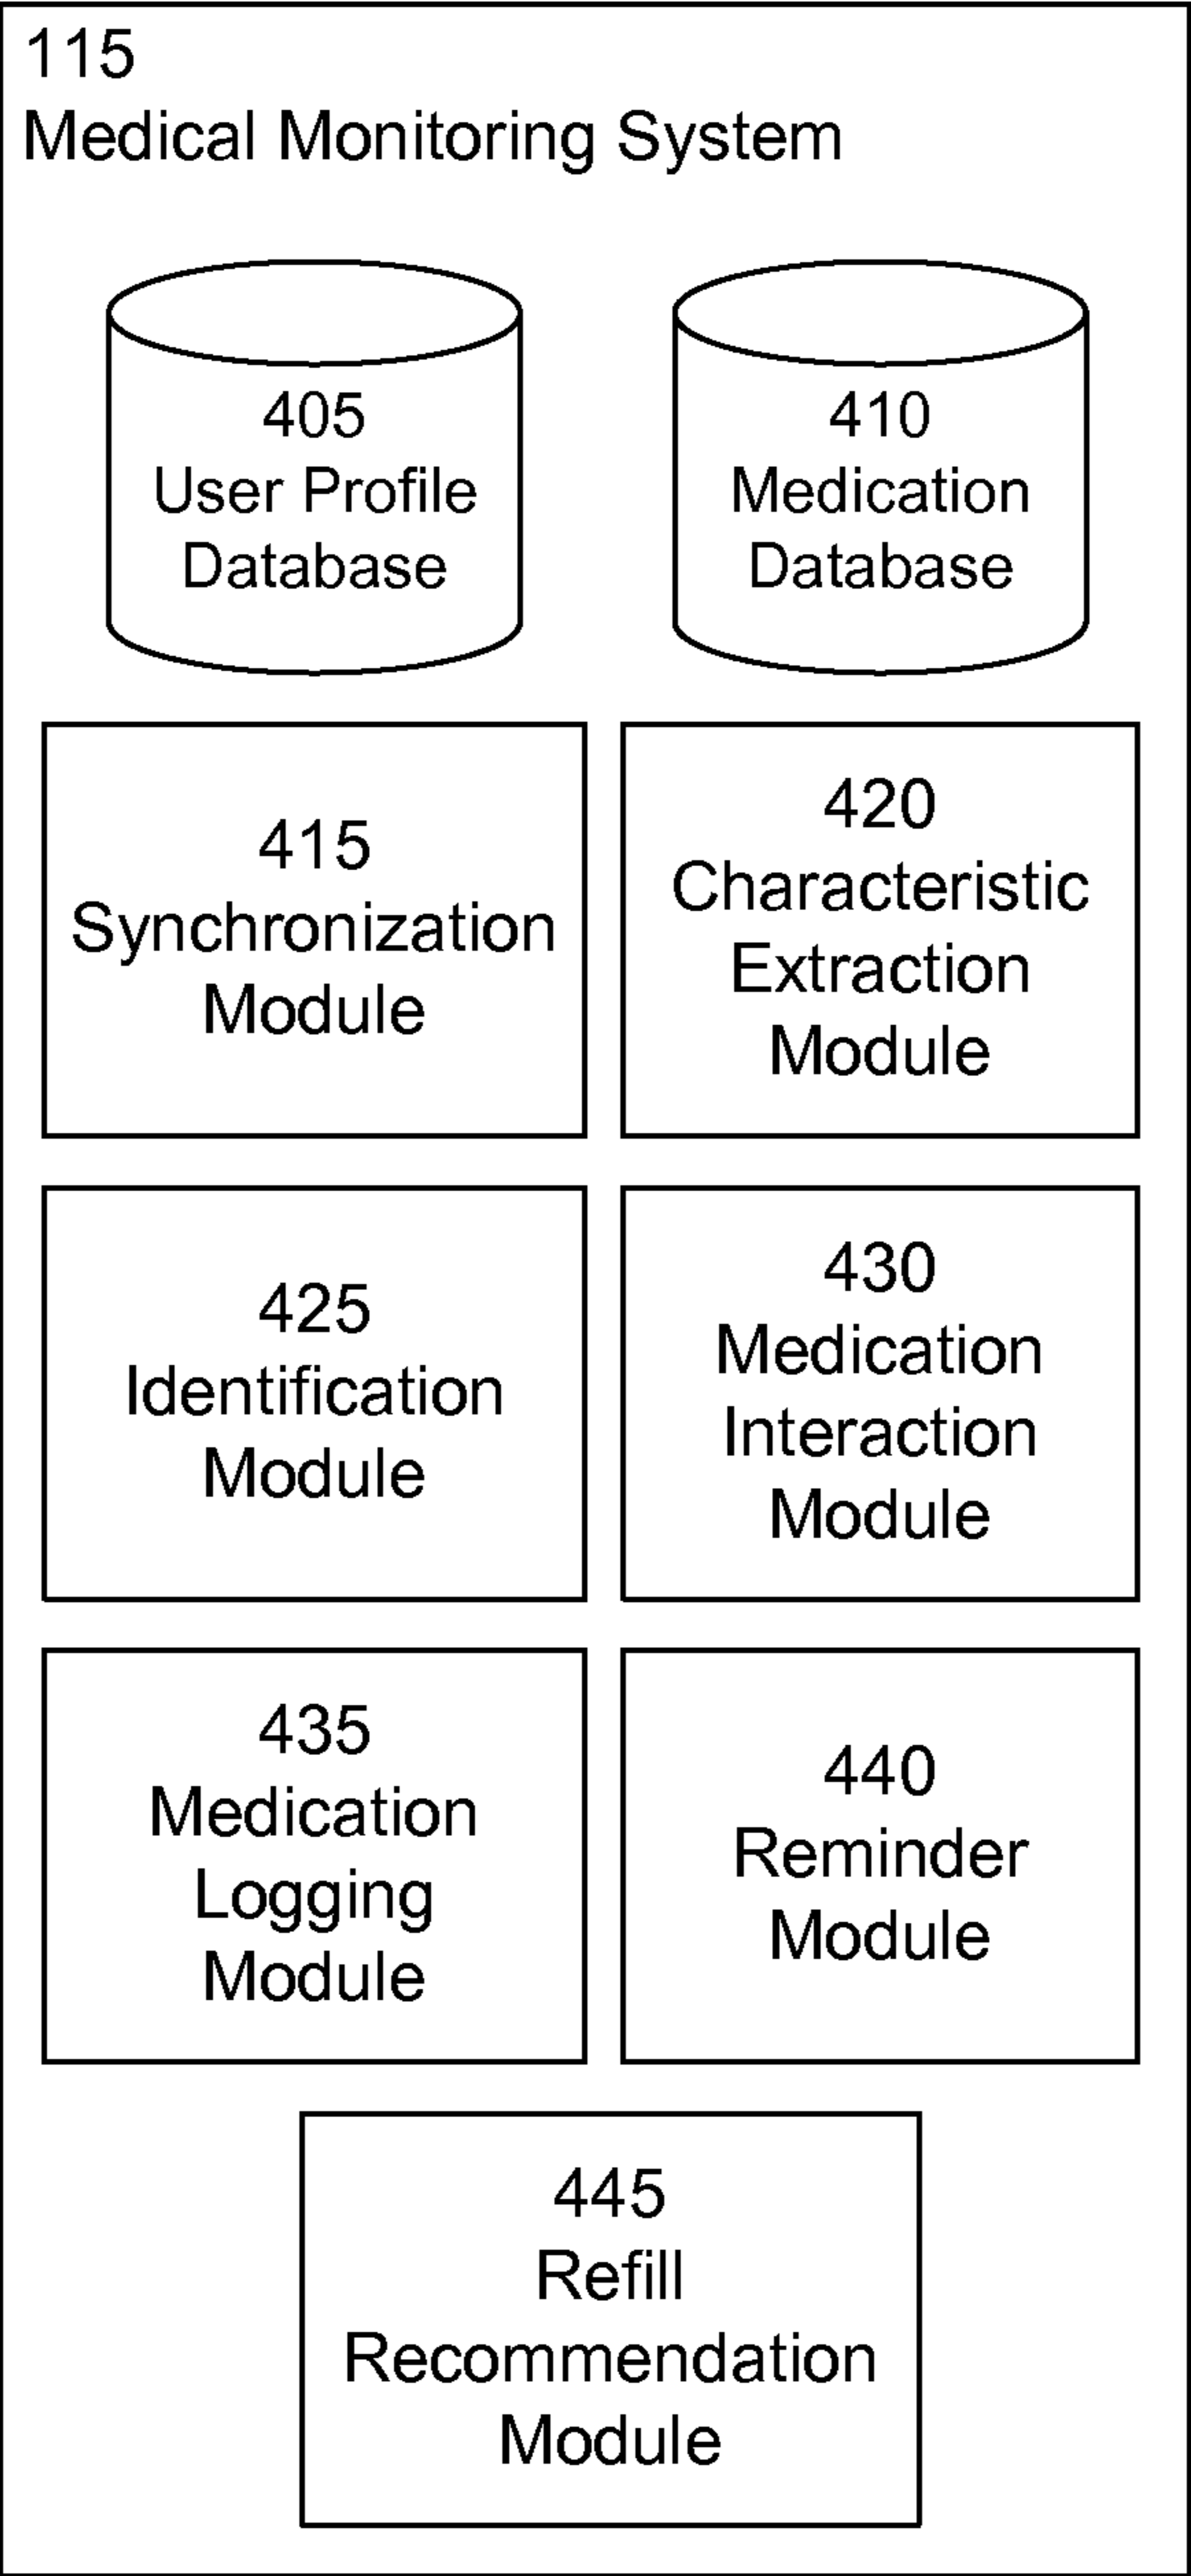 115
Medical Monitoring System
405
User Profile
Database
410
Medication
Database
415
Synchronization
Module
420
Characteristic
Extraction
Module
425
Identification
Module
430
Medication
Interaction
Module
435
Medication
Logging
Module
440
Reminder
Module
445
Refill
Recommendation
Module